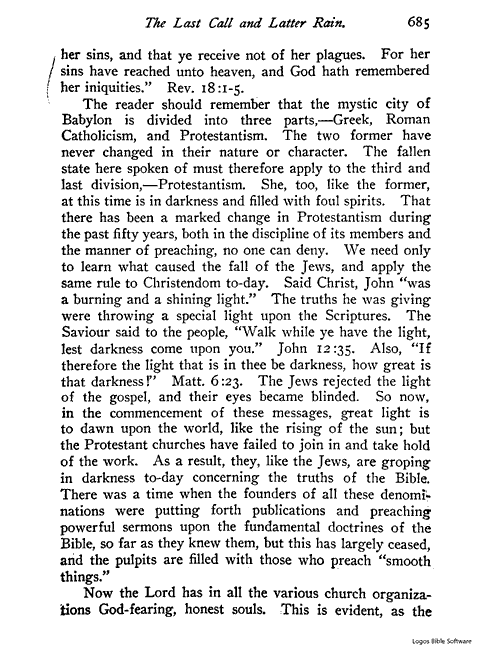 The Last Call and Latter Rain. 685
her sins, and that ye receive not of her plagues. For her
sins have reached unto heaven, and God hath remembered
her iniquities.” Rev. 18:1-5.
The reader should remember that the mystic city of
Babylon is divided into three parts,—Greek, Roman
Catholicism, and Protestantism. The two former have
never changed in their nature or character. The fallen
state here spoken of must therefore apply to the third and
last division,—Protestantism. She, too, like the former,
at this time is in darkness and filled with foul spirits. That
there has been a marked change in Protestantism during
the past fifty years, both in the discipline of its members and
the manner of preaching, no one can deny. We need only
to learn what caused the fall of the Jews, and apply the
same rule to Christendom to-day. Said Christ, John “was
a burning and a shining light.” The truths he was giving
were throwing a special light upon the Scriptures. The
Saviour said to the people, “Walk while ye have the light,
lest darkness come upon you.” John 12:35. Also, “If
therefore the light that is in thee be darkness, how great is
that darkness!” Matt. 6:23. The Jews rejected the light
of the gospel, and their eyes became blinded. So now,
in the commencement of these messages, great light is
to dawn upon the world, like the rising of the sun; but
the Protestant churches have failed to join in and take hold
of the work. As a result, they, like the Jews, are groping
in darkness to-day concerning the truths of the Bible.
There was a time when the founders of all these denomi-
nations were putting forth publications and preaching
powerful sermons upon the fundamental doctrines of the
Bible, so far as they knew them, but this has largely ceased,
and the pulpits are filled with those who preach “smooth
things.”
Now the Lord has in all the various church organiza-
tions God-fearing, honest souls. This is evident, as the
Logos Bible Software